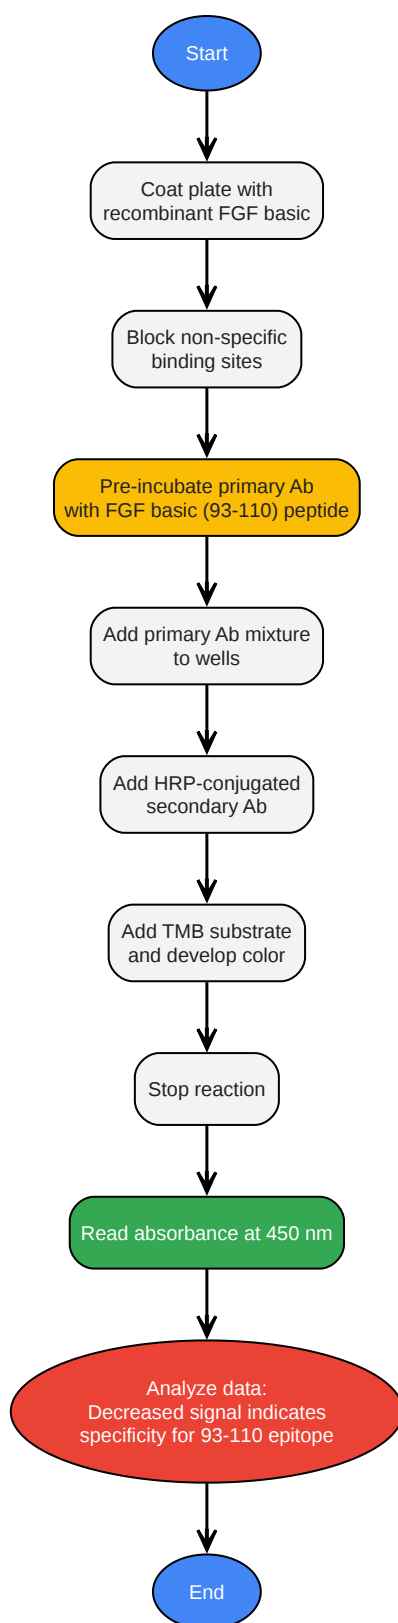 Start
Coat plate with
recombinant FGF basic
Block non-specific
binding sites
Pre-incubate primary Ab
with FGF basic (93-110) peptide
Add primary Ab mixture
to wells
Add HRP-conjugated
secondary Ab
Add TMB substrate
and develop color
Stop reaction
Read absorbance at 450 nm
Analyze data:
Decreased signal indicates
specificity for 93-110 epitope
End